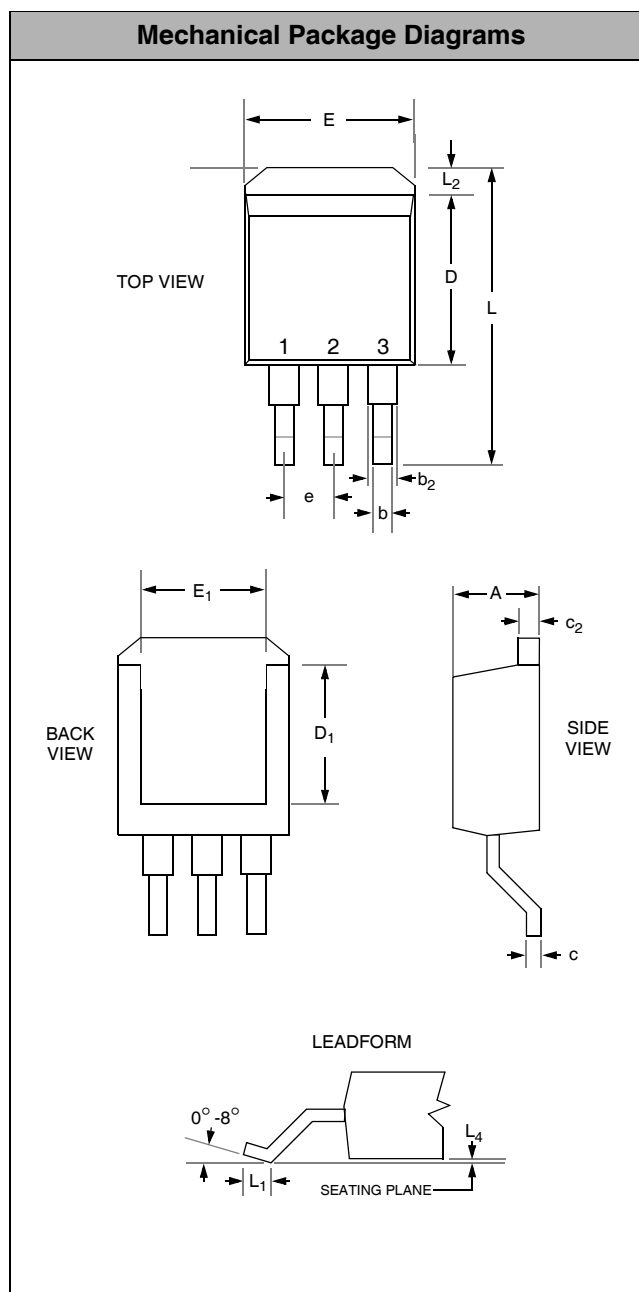 Mechanical Package Diagrams
E
L2
TOP VIEW
D
L
1 2 3
b2
e
b
E1
A
c2
BACK
VIEW
D1
SIDE
VIEW
c
LEADFORM
0° -8°
L4
L1
SEATING PLANE